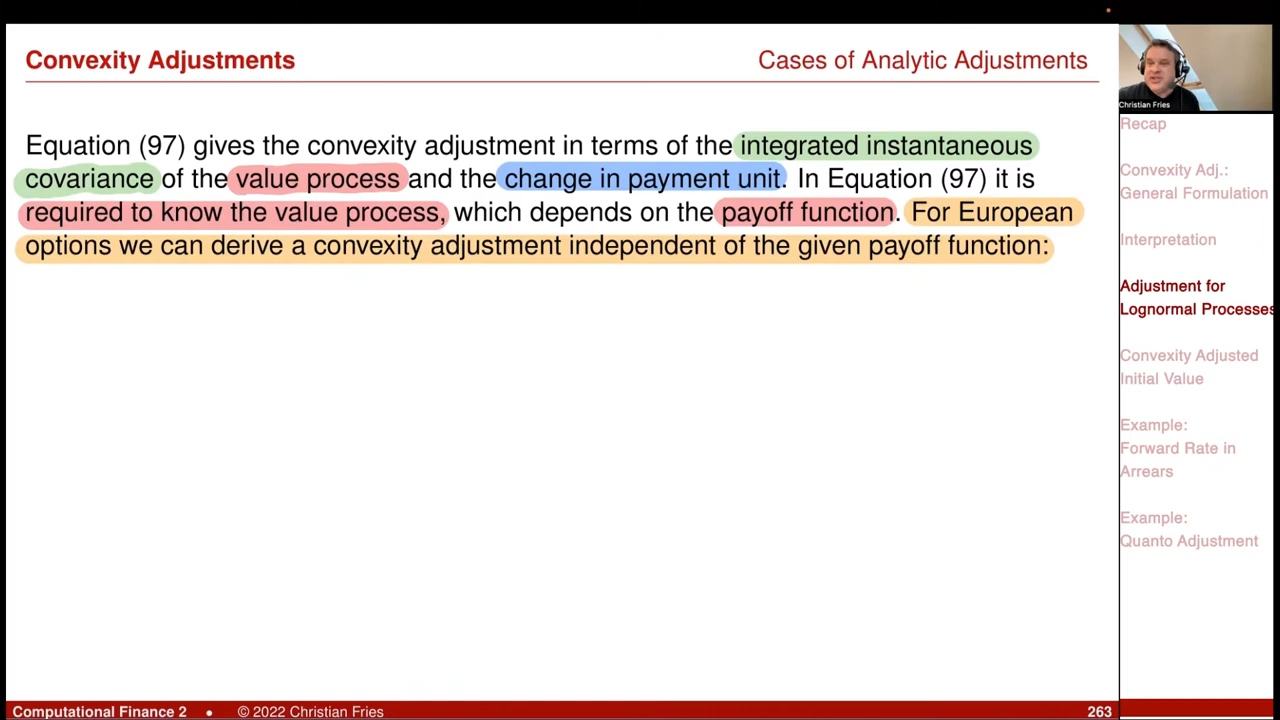 Convexity Adjustments
Cases of Analytic Adjustments
Equation (97) gives the convexity adjustment in terms of the integrated instantaneous
covariance of the value process and the change in payment unit. In Equation (97) it is
required to know the value process, which depends on the payoff function. For European
options we can derive a convexity adjustment independent of the given payoff function:
Christian Fries
Recap
Convexity Adj.:
General Formulation
Interpretation
Adjustment for
Lognormal Processes
Convexity Adjusted
Initial Value
Example:
Forward Rate in
Arrears
Example:
Quanto Adjustment
Computational Finance 2 • © 2022 Christian Fries
263